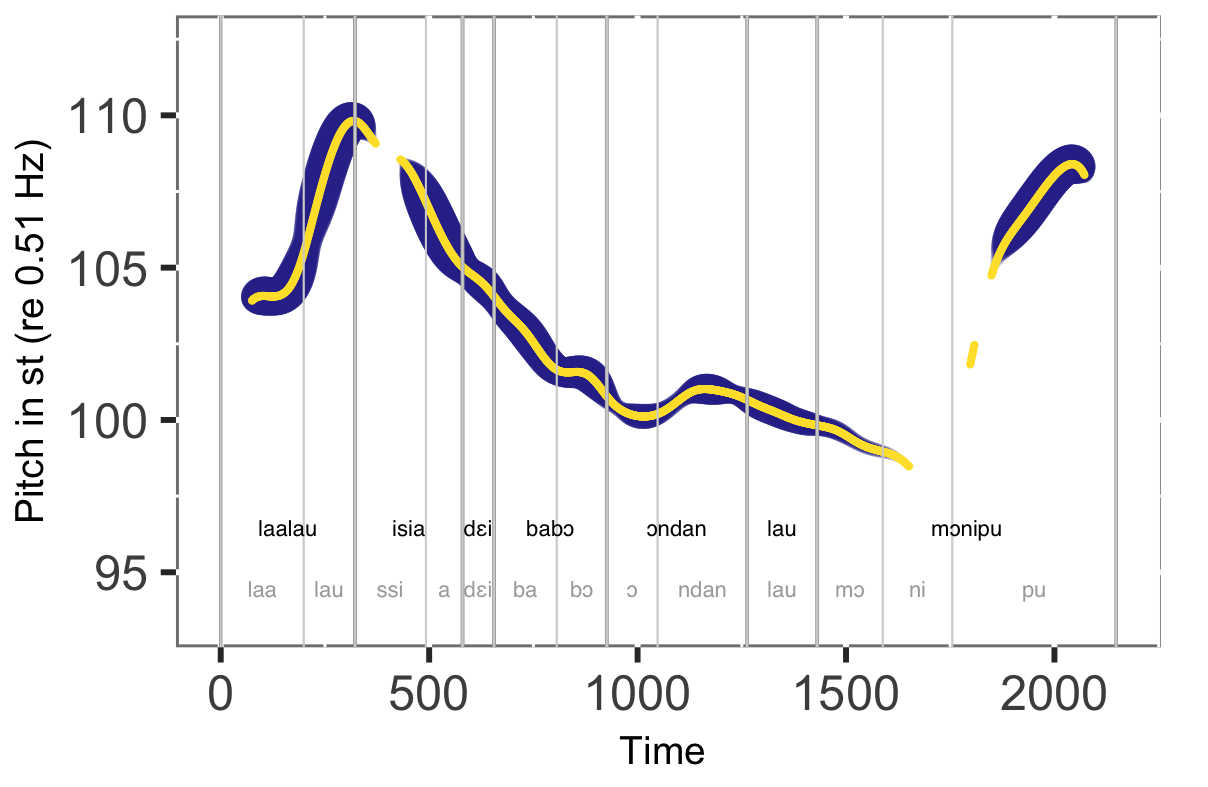 Pitch in st (re 0.51 Hz)
110
105
100
95
laalau isia dɛi babɔ ɔndan lau mɔnipu
laa lau ssi a dɛi ba bɔ ɔ ndan lau mɔ ni pu
0 500 1000 1500 2000
Time